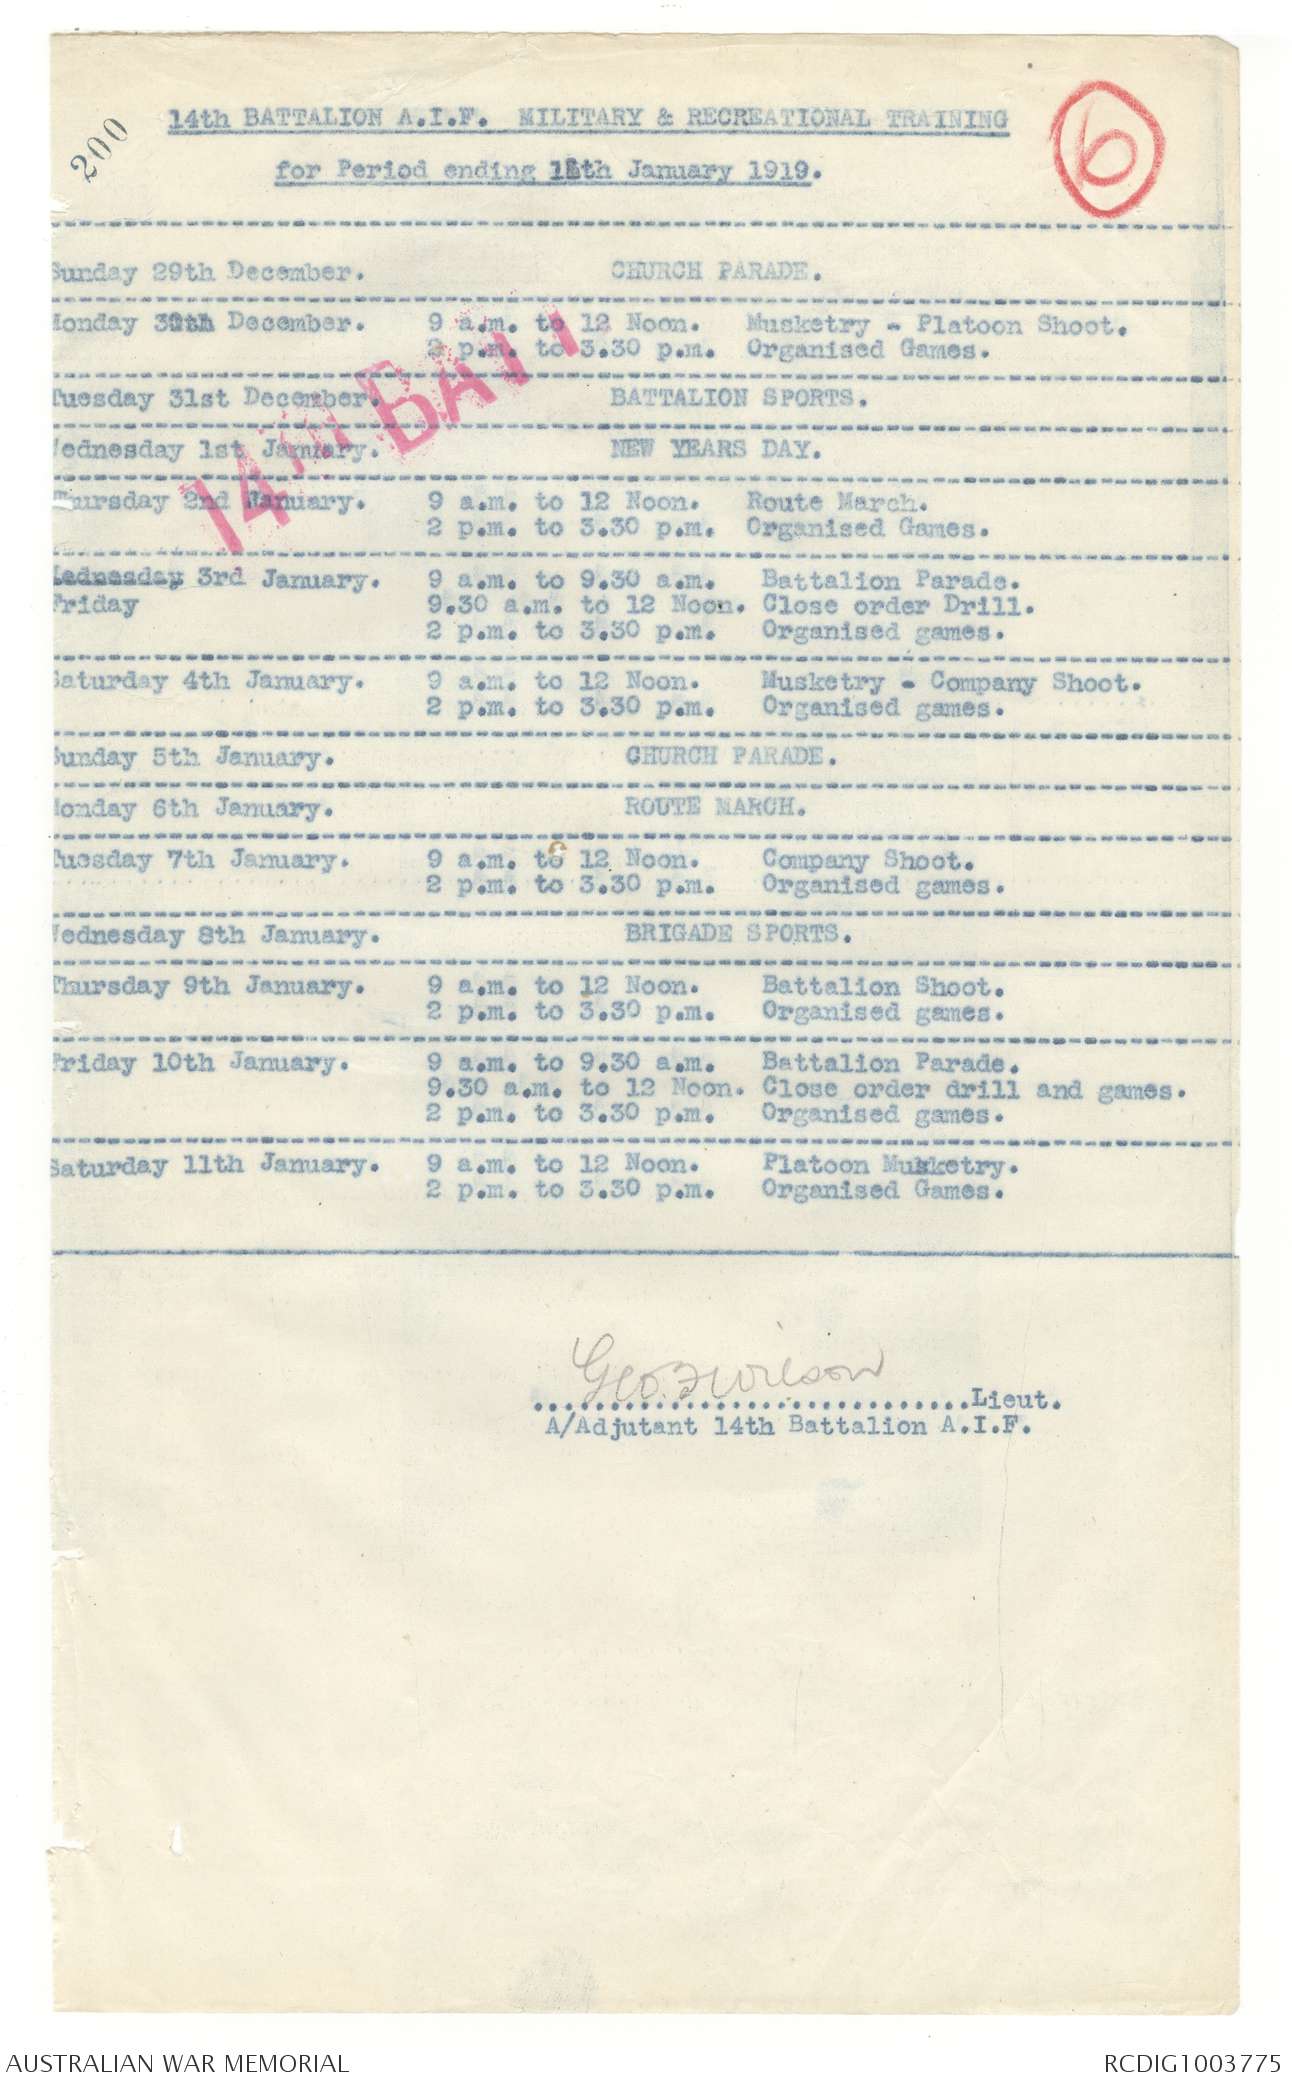 200
6
14th BATTALION A.I.F. MILITARY & RECREATIONAL TRAINING
for Period ending th January 1919.
Sunday 29th December. CHURCH PARADE.
Monday 30th December. 9 a.m. to 12 Noon. Musketry - Platoon Shoot.
2 p.m. to 3.30 p.m. Organised Games.
Tuesday 31st December. BATTALION SPORTS.
Wednesday 1st January. NEW YEARS DAY.
14TH BATT
Thursday 2nd January. 9 a.m. to 12 Noon. Route March.
2 p.m. to 3.30 p.m. Organised Games.
Wednesday 3rd January. 9 a.m. to 9.30 a.m. Battalion Parade.
Friday 9.30 a.m. to 12 Noon. Close order Drill.
2 p.m. to 3.30 p.m. Organised games.
Saturday 4th January. 9 a.m. to 12 Noon. Musketry - Company Shoot.
2 p.m. to 3.30 p.m. Organised games.
Sunday 5th January. CHURCH PARADE.
Monday 6th January. ROUTE MARCH.
Tuesday 7th January. 9 a.m. to 12 Noon. Company Shoot.
2 p.m. to 3.30 p.m. Organised games.
Wednesday 8th January. BRIGADE SPORTS.
Thursday 9th January. 9 a.m. to 12 Noon. Battalion Shoot.
2 p.m. to 3.30 p.m. Organised games.
Friday 10th January. 9 a.m. to 9.30 a.m. Battalion Parade.
9.30 a.m. to 12 Noon. Close order drill and games.
2 p.m. to 3.30 p.m. Organised games.
Saturday 11th January. 9 a.m. to 12 Noon. Platoon Musketry.
2 p.m. to 3.30 p.m. Organised Games.
Geo. F Wilson
..............................Lieut.
A/Adjutant 14th Battalion A.I.F.
AUSTRALIAN WAR MEMORIAL RCDIG1003775